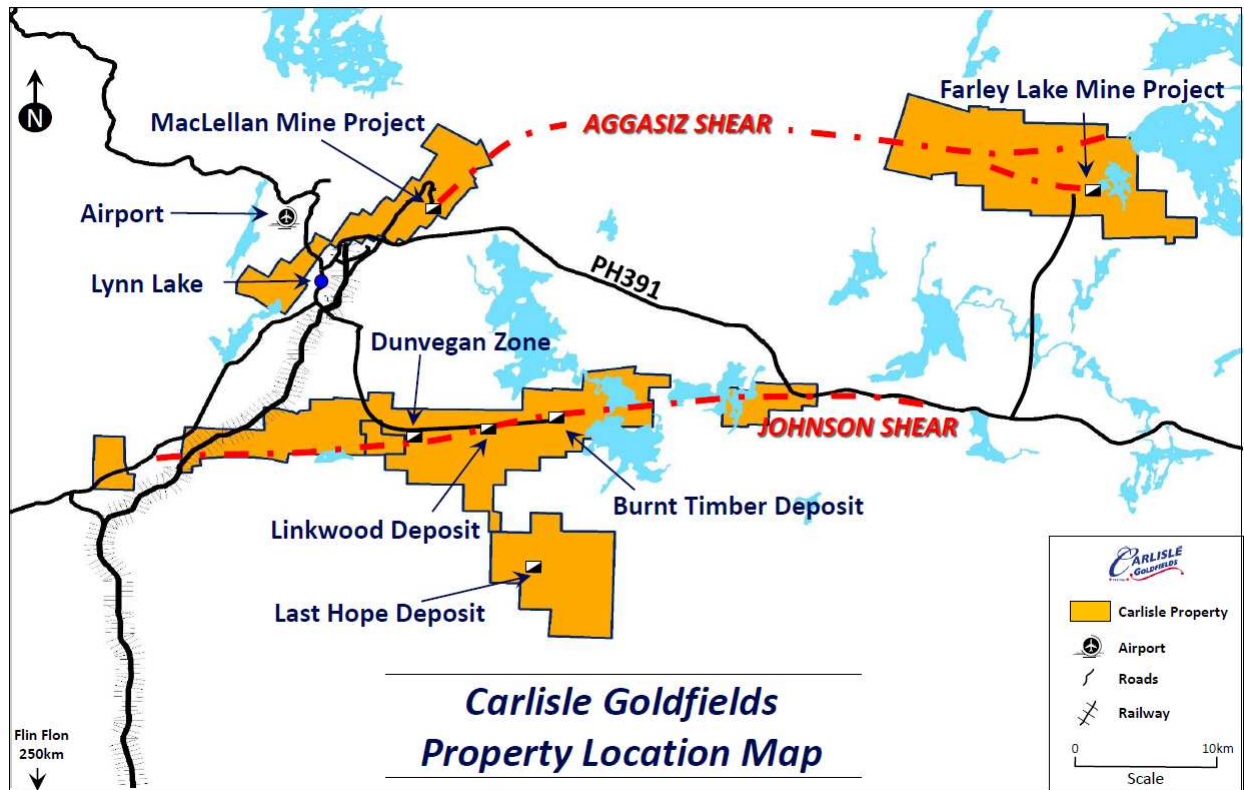 N
MacLellan Mine Project
AGGASIZ SHEAR
Farley Lake Mine Project
Airport
Lynn Lake
PH391
Dunvegan Zone
JOHNSON SHEAR
Linkwood Deposit
Burnt Timber Deposit
Last Hope Deposit
Carlisle Goldfields
Property Location Map
Flin Flon
250km
CARLISLE
GOLDFIELDS
Carlisle Property
Airport
Roads
Railway
0 10km
Scale